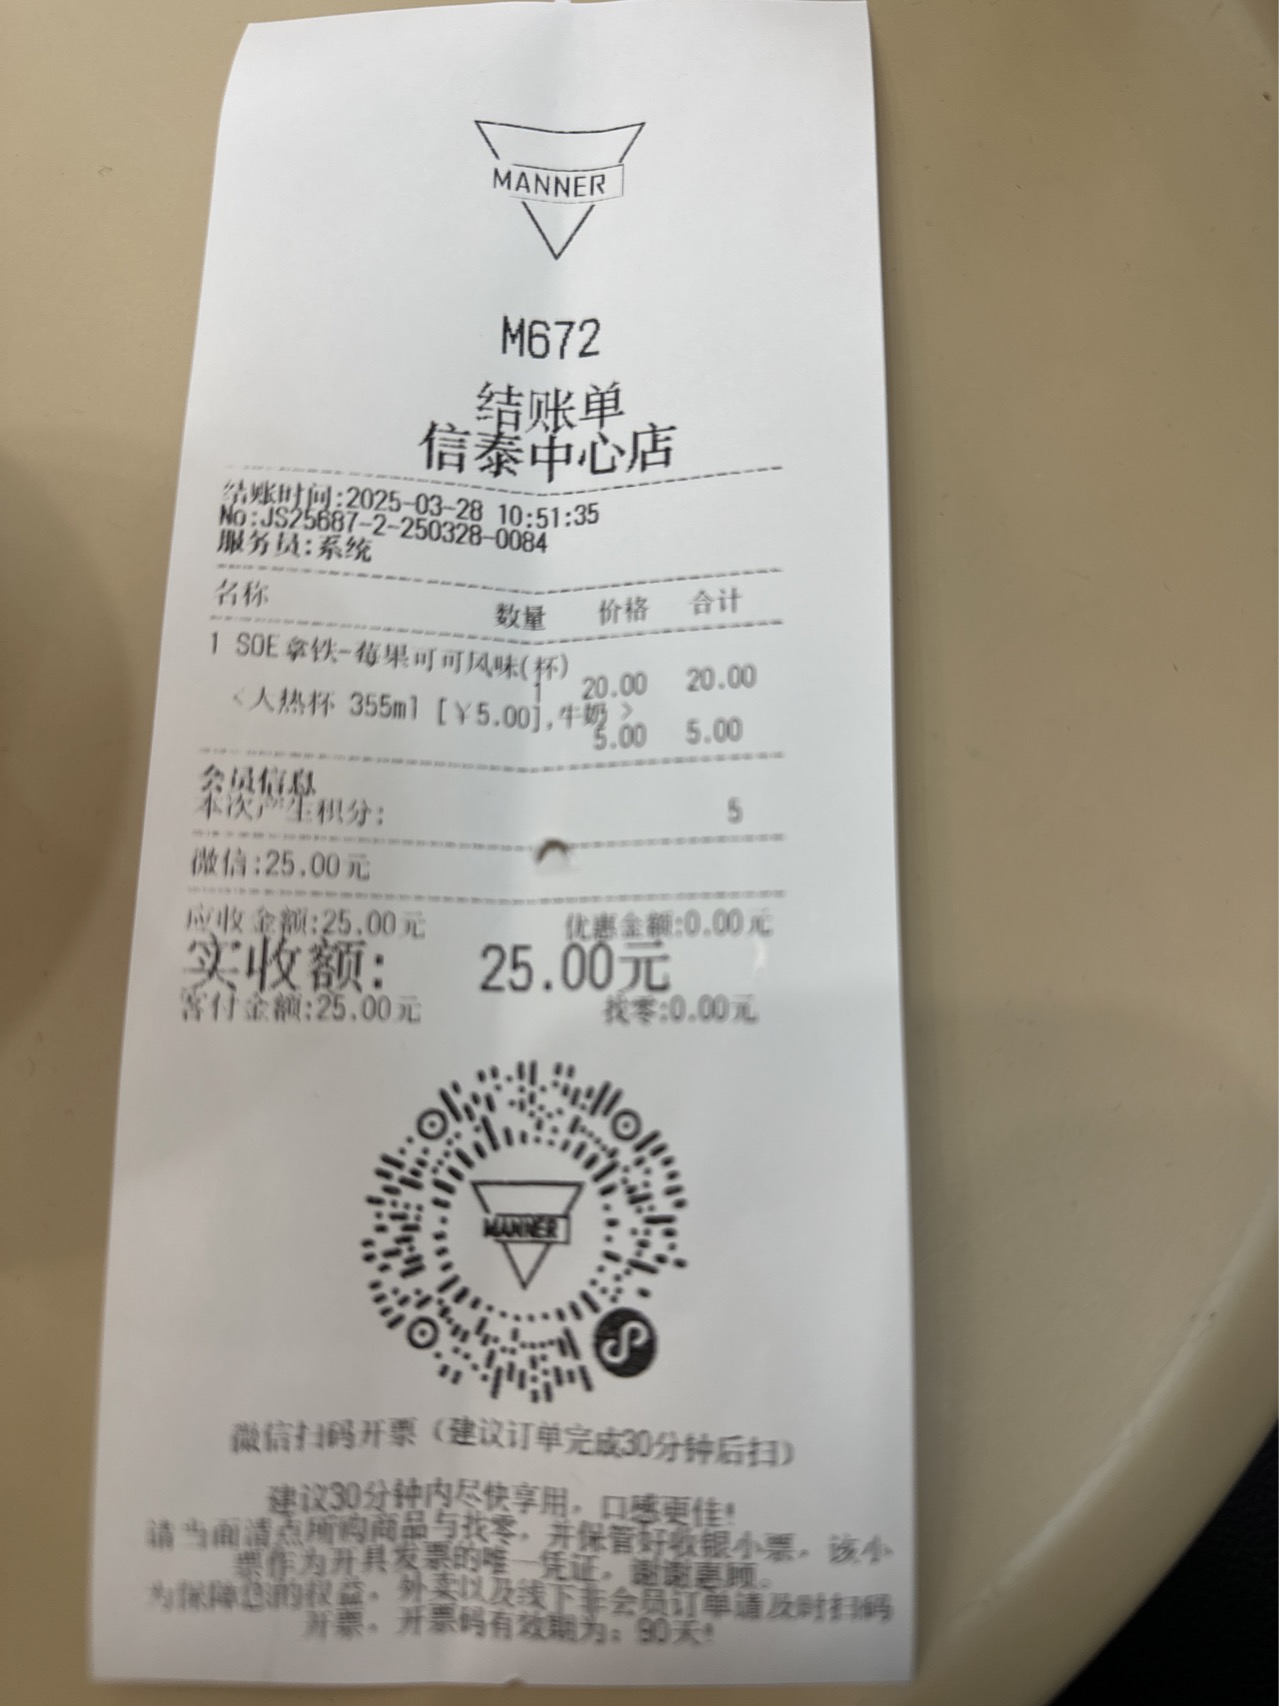 MANNER
M672
结账单
信泰中心店
结账时间:2025-03-28 10:51:35
No:JS25687-2-250328-0084
服务员:系统
名称 数量 价格 合计
1 SOE拿铁-莓果可可风味(杯)
1 20.00 20.00
<大热杯 355ml [¥5.00],牛奶>
5.00 5.00
会员信息
本次产生积分: 5
微信:25.00元
应收金额:25.00元 优惠金额:0.00元
实收额: 25.00元
客付金额:25.00元 找零:0.00元
MANNER
微信扫码开票（建议订单完成30分钟后扫）
建议30分钟内尽快享用，口感更佳!
请当面清点所购商品与找零，并保管好收银小票，该小
票作为开具发票的唯一凭证，谢谢惠顾。
为保障您的权益，外卖以及线下非会员订单请及时扫码
开票，开票码有效期为：90天!